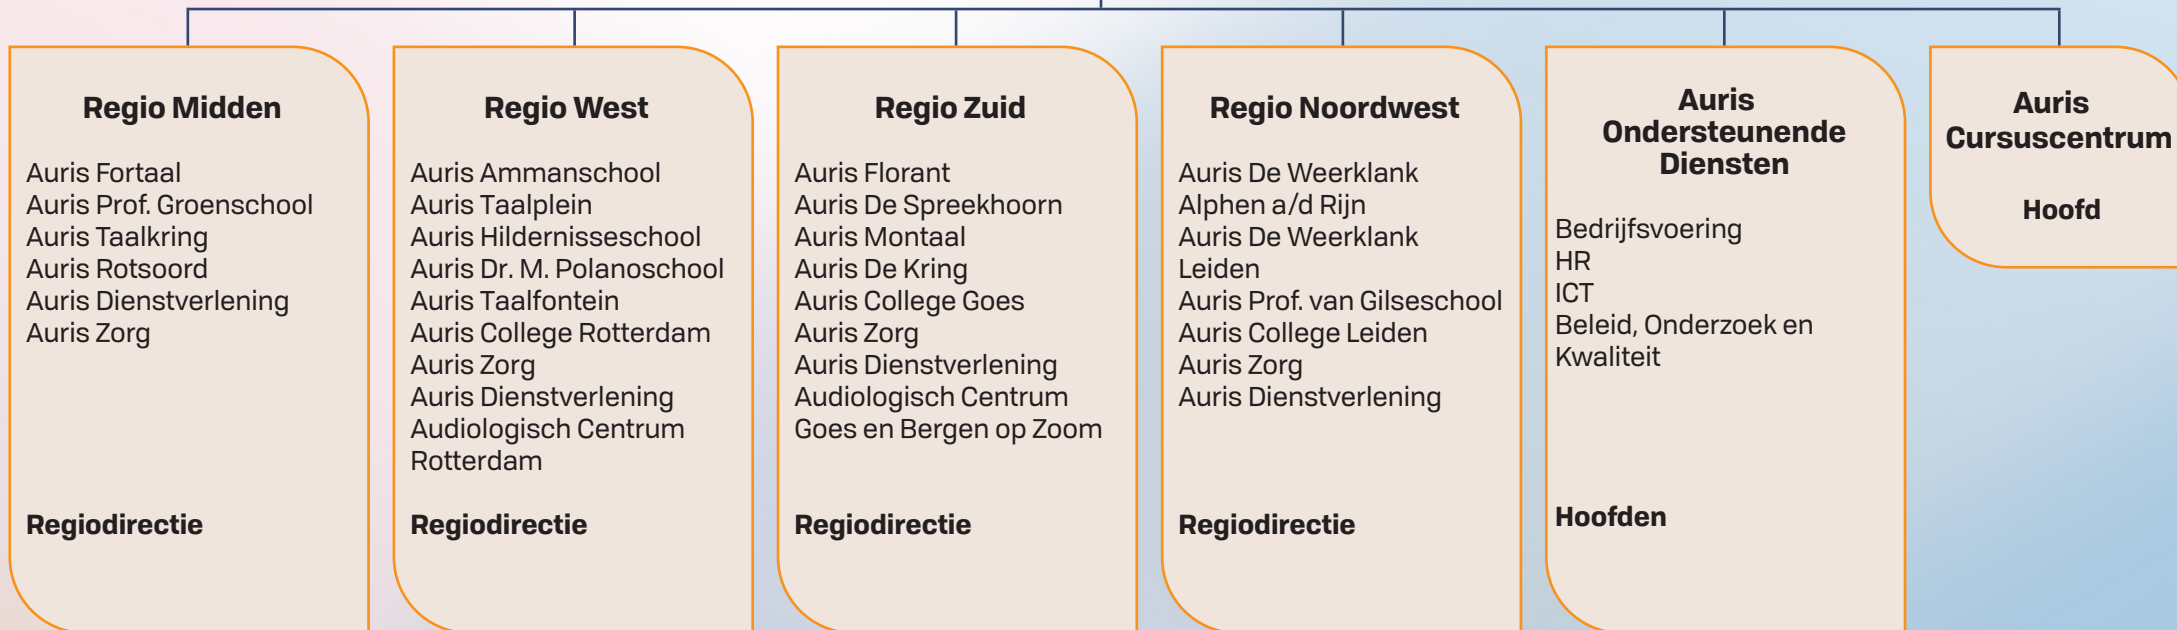 Regio Midden
Auris Fortaal
Auris Prof. Groenschool
Auris Taalkring
Auris Rotsoord
Auris Dienstverlening
Auris Zorg
Regiodirectie
Regio West
Auris Ammanschool
Auris Taalplein
Auris Hildernisseschool
Auris Dr. M. Polanoschool
Auris Taalfontein
Auris College Rotterdam
Auris Zorg
Auris Dienstverlening
Audiologisch Centrum
Rotterdam
Regiodirectie
Regio Zuid
Auris Florant
Auris De Spreekhoorn
Auris Montaal
Auris De Kring
Auris College Goes
Auris Zorg
Auris Dienstverlening
Audiologisch Centrum
Goes en Bergen op Zoom
Regiodirectie
Regio Noordwest
Auris De Weerklank
Alphen a/d Rijn
Auris De Weerklank
Leiden
Auris Prof. van Gilseschool
Auris College Leiden
Auris Zorg
Auris Dienstverlening
Regiodirectie
Auris
Ondersteunende
Diensten
Bedrijfsvoering
HR
ICT
Beleid, Onderzoek en
Kwaliteit
Hoofden
Auris
Cursuscentrum
Hoofd